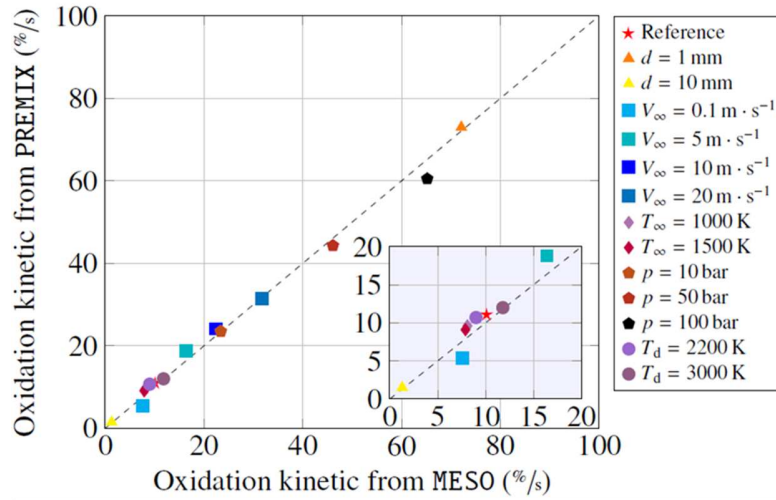 Oxidation kinetic from PREMIX (%/s)
100
80
60
40
20
0
0
20
40
60
80
100
Oxidation kinetic from MESO (%/s)
20
15
10
5
0
0
5
10
15
20
Reference
d = 1 mm
d = 10 mm
V∞ = 0.1 m · s⁻¹
V∞ = 5 m · s⁻¹
V∞ = 10 m · s⁻¹
V∞ = 20 m · s⁻¹
T∞ = 1000 K
T∞ = 1500 K
p = 10 bar
p = 50 bar
p = 100 bar
Td = 2200 K
Td = 3000 K